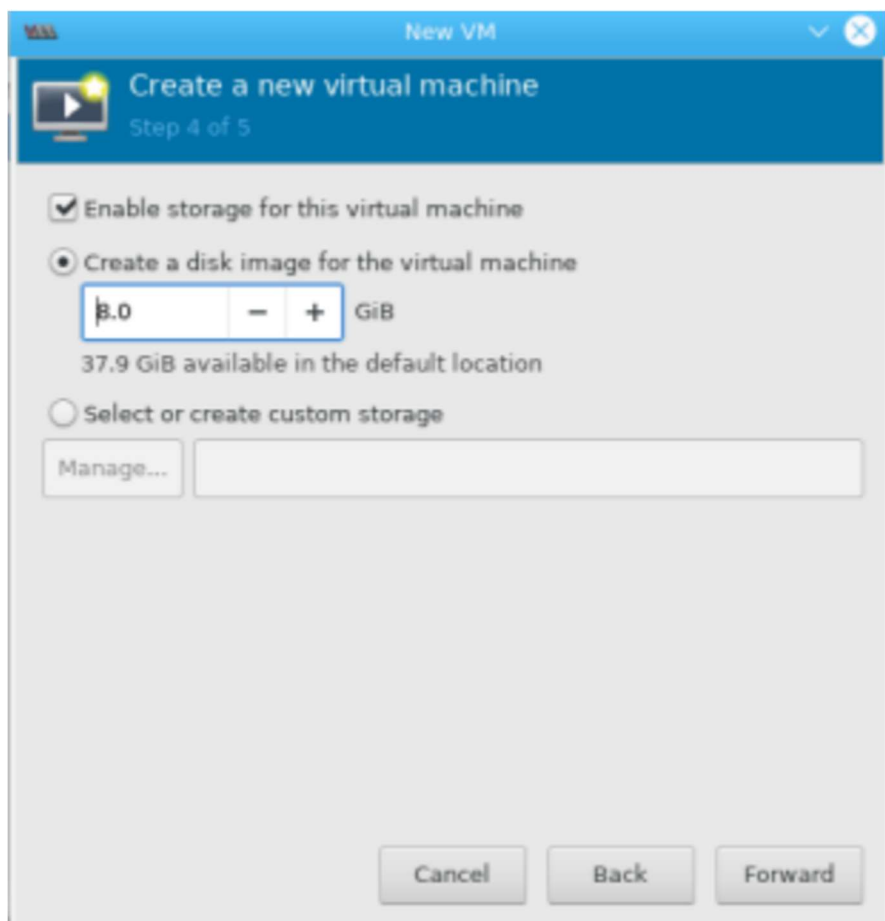 New VM
Create a new virtual machine
Step 4 of 5
Enable storage for this virtual machine
Create a disk image for the virtual machine
8.0 − + GiB
37.9 GiB available in the default location
Select or create custom storage
Manage...
Cancel Back Forward